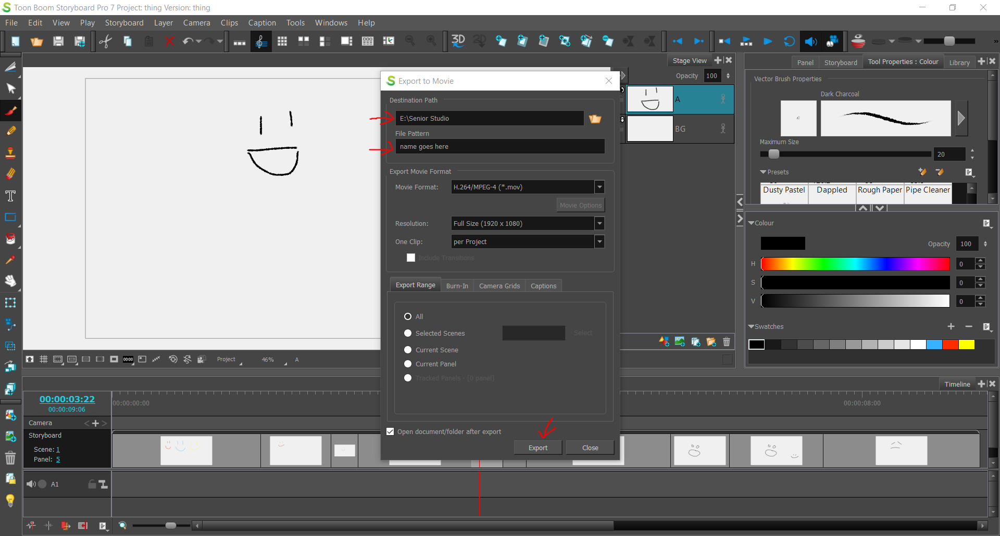 Toon Boom Storyboard Pro 7 Project: thing Version: thing
File Edit View Play Storyboard Layer Camera Clips Caption Tools Windows Help
3D 2D
Stage View
Opacity 100
A
BG
Panel Storyboard Tool Properties : Colour Library
Vector Brush Properties
Dark Charcoal
Maximum Size
20
Presets
Dusty Pastel Dappled Rough Paper Pipe Cleaner
Colour
Opacity 100
H 0
S 0
V 0
Swatches
Export to Movie
Destination Path
E:\Senior Studio
File Pattern
name goes here
Export Movie Format
Movie Format: H.264/MPEG-4 (*.mov)
Movie Options
Resolution: Full Size (1920 x 1080)
One Clip: per Project
Include Transitions
Export Range Burn-In Camera Grids Captions
All
Selected Scenes Select
Current Scene
Current Panel
Tracked Panels - [0 panel]
Open document/folder after export
Export Close
00:00 Project 46% A
Timeline
00:00:03:22
00:00:09:06
00:00:00:00 00:00:08:00
Camera
Storyboard
Scene: 1
Panel: 5
A1